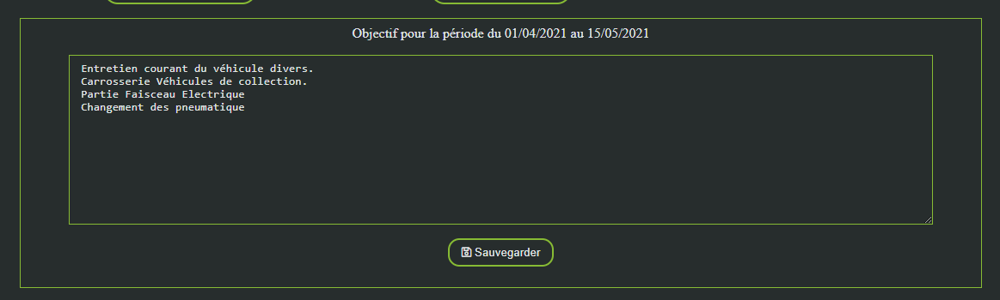 Objectif pour la période du 01/04/2021 au 15/05/2021
Entretien courant du véhicule divers.
Carrosserie Véhicules de collection.
Partie Faisceau Electrique
Changement des pneumatique
Sauvegarder